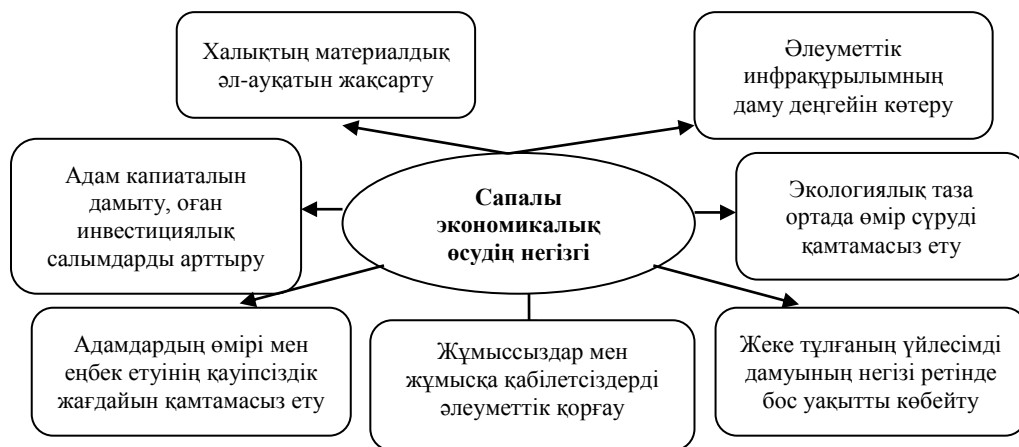 Халықтың материалдық
әл-ауқатын жақсарту
Әлеуметтік
инфрақұрылымның
даму деңгейін көтеру
Адам капиаталын
дамыту, оған
инвестициялық
салымдарды арттыру
Сапалы
экономикалық
өсудің негізгі
Экологиялық таза
ортада өмір сүруді
қамтамасыз ету
Адамдардың өмірі мен
еңбек етуінің қауіпсіздік
жағдайын қамтамасыз ету
Жұмыссыздар мен
жұмысқа қабілетсіздерді
әлеуметтік қорғау
Жеке тұлғаның үйлесімді
дамуының негізі ретінде
бос уақытты көбейту